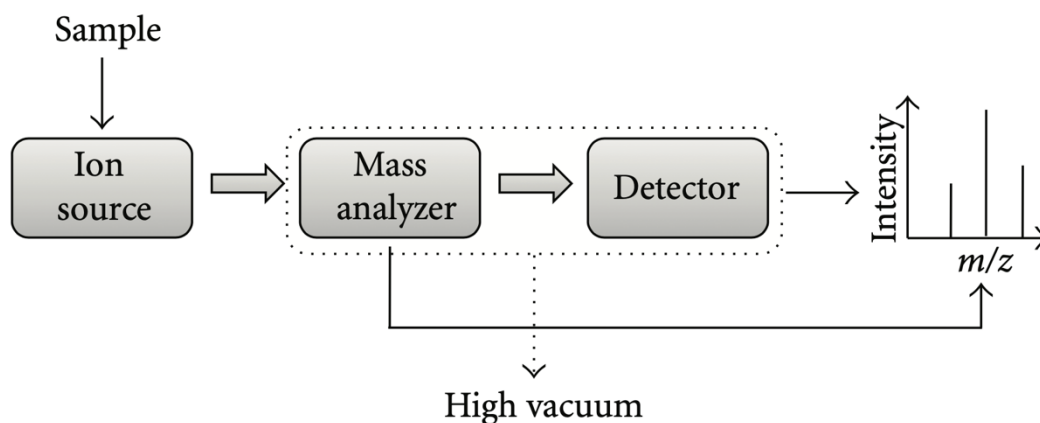 Sample
Ion
source
Mass
analyzer
Detector
Intensity
m/z
High vacuum